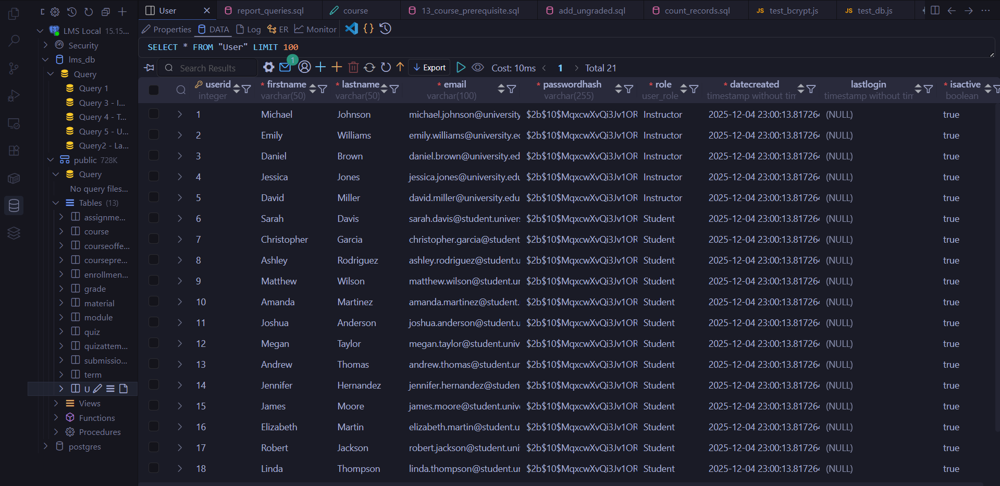 User
report_queries.sql
course
13_course_prerequisite.sql
add_ungraded.sql
count_records.sql
JS test_bcrypt.js
JS test_db.js
LMS Local 15.15...
Security
lms_db
Query
Query 1
Query 3 - I...
Query 4 - T...
Query 5 - U...
Query2 - La...
public 728K
Query
No query files...
Tables (13)
assignme...
course
courseoffe...
coursepre...
enrollmen...
grade
material
module
quiz
quizattem...
submissio...
term
U
Views
Functions
Procedures
postgres
Properties DATA Log ER Monitor
SELECT * FROM "User" LIMIT 100
Search Results 1 Export Cost: 10ms 1 Total 21
userid * firstname * lastname * email * passwordhash * role * datecreated lastlogin * isactive
integer varchar(50) varchar(50) varchar(100) varchar(255) user_role timestamp without tim timestamp without tim boolean
1 Michael Johnson michael.johnson@university $2b$10$MqxcwXvQi3Jv1OR Instructor 2025-12-04 23:00:13.817264 (NULL) true
2 Emily Williams emily.williams@university.ec $2b$10$MqxcwXvQi3Jv1OR Instructor 2025-12-04 23:00:13.817264 (NULL) true
3 Daniel Brown daniel.brown@university.ed $2b$10$MqxcwXvQi3Jv1OR Instructor 2025-12-04 23:00:13.817264 (NULL) true
4 Jessica Jones jessica.jones@university.edu $2b$10$MqxcwXvQi3Jv1OR Instructor 2025-12-04 23:00:13.817264 (NULL) true
5 David Miller david.miller@university.edu $2b$10$MqxcwXvQi3Jv1OR Instructor 2025-12-04 23:00:13.817264 (NULL) true
6 Sarah Davis sarah.davis@student.univer $2b$10$MqxcwXvQi3Jv1OR Student 2025-12-04 23:00:13.817264 (NULL) true
7 Christopher Garcia christopher.garcia@student $2b$10$MqxcwXvQi3Jv1OR Student 2025-12-04 23:00:13.817264 (NULL) true
8 Ashley Rodriguez ashley.rodriguez@student.u $2b$10$MqxcwXvQi3Jv1OR Student 2025-12-04 23:00:13.817264 (NULL) true
9 Matthew Wilson matthew.wilson@student.ur $2b$10$MqxcwXvQi3Jv1OR Student 2025-12-04 23:00:13.817264 (NULL) true
10 Amanda Martinez amanda.martinez@student. $2b$10$MqxcwXvQi3Jv1OR Student 2025-12-04 23:00:13.817264 (NULL) true
11 Joshua Anderson joshua.anderson@student.u $2b$10$MqxcwXvQi3Jv1OR Student 2025-12-04 23:00:13.817264 (NULL) true
12 Megan Taylor megan.taylor@student.univ $2b$10$MqxcwXvQi3Jv1OR Student 2025-12-04 23:00:13.817264 (NULL) true
13 Andrew Thomas andrew.thomas@student.ur $2b$10$MqxcwXvQi3Jv1OR Student 2025-12-04 23:00:13.817264 (NULL) true
14 Jennifer Hernandez jennifer.hernandez@studen $2b$10$MqxcwXvQi3Jv1OR Student 2025-12-04 23:00:13.817264 (NULL) true
15 James Moore james.moore@student.univ $2b$10$MqxcwXvQi3Jv1OR Student 2025-12-04 23:00:13.817264 (NULL) true
16 Elizabeth Martin elizabeth.martin@student.u $2b$10$MqxcwXvQi3Jv1OR Student 2025-12-04 23:00:13.817264 (NULL) true
17 Robert Jackson robert.jackson@student.uni $2b$10$MqxcwXvQi3Jv1OR Student 2025-12-04 23:00:13.817264 (NULL) true
18 Linda Thompson linda.thompson@student.ur $2b$10$MqxcwXvQi3Jv1OR Student 2025-12-04 23:00:13.817264 (NULL) true